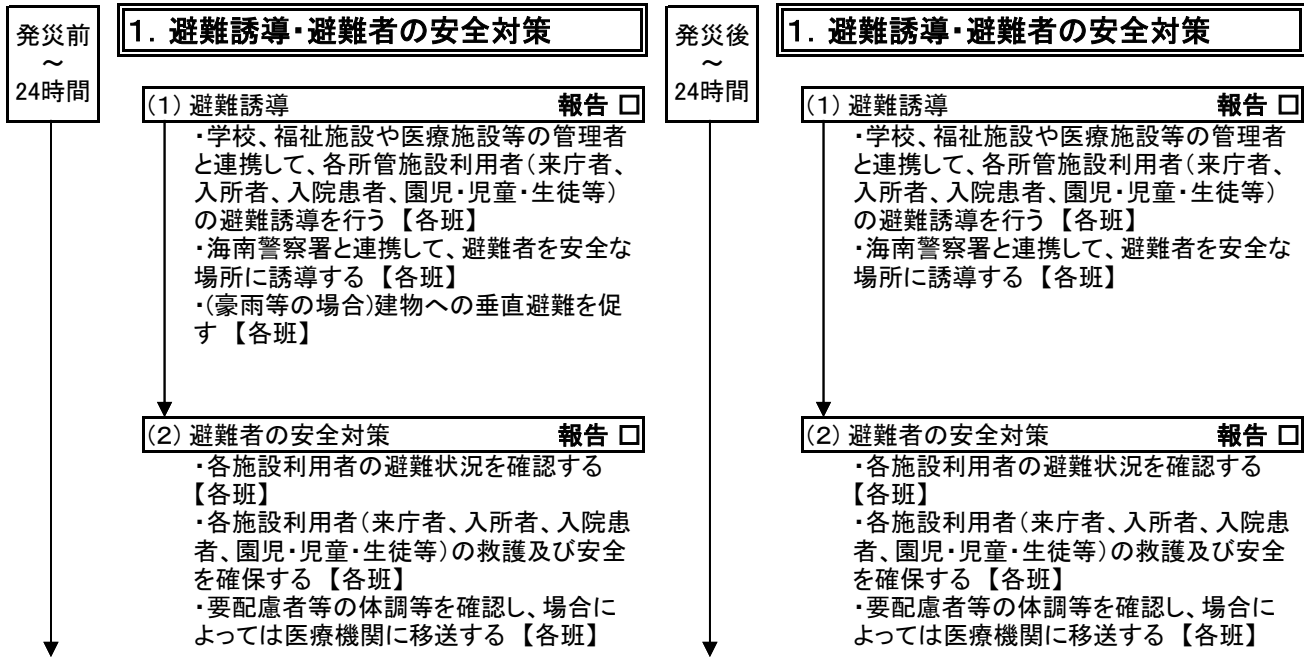 発災前
~
24時間
1. 避難誘導・避難者の安全対策
(1) 避難誘導 報告 □
・学校、福祉施設や医療施設等の管理者
と連携して、各所管施設利用者(来庁者、
入所者、入院患者、園児・児童・生徒等)
の避難誘導を行う 【各班】
・海南警察署と連携して、避難者を安全な
場所に誘導する 【各班】
・(豪雨等の場合)建物への垂直避難を促
す 【各班】
(2) 避難者の安全対策 報告 □
・各施設利用者の避難状況を確認する
【各班】
・各施設利用者(来庁者、入所者、入院患
者、園児・児童・生徒等)の救護及び安全
を確保する 【各班】
・要配慮者等の体調等を確認し、場合に
よっては医療機関に移送する 【各班】
発災後
~
24時間
1. 避難誘導・避難者の安全対策
(1) 避難誘導 報告 □
・学校、福祉施設や医療施設等の管理者
と連携して、各所管施設利用者(来庁者、
入所者、入院患者、園児・児童・生徒等)
の避難誘導を行う 【各班】
・海南警察署と連携して、避難者を安全な
場所に誘導する 【各班】
(2) 避難者の安全対策 報告 □
・各施設利用者の避難状況を確認する
【各班】
・各施設利用者(来庁者、入所者、入院患
者、園児・児童・生徒等)の救護及び安全
を確保する 【各班】
・要配慮者等の体調等を確認し、場合に
よっては医療機関に移送する 【各班】